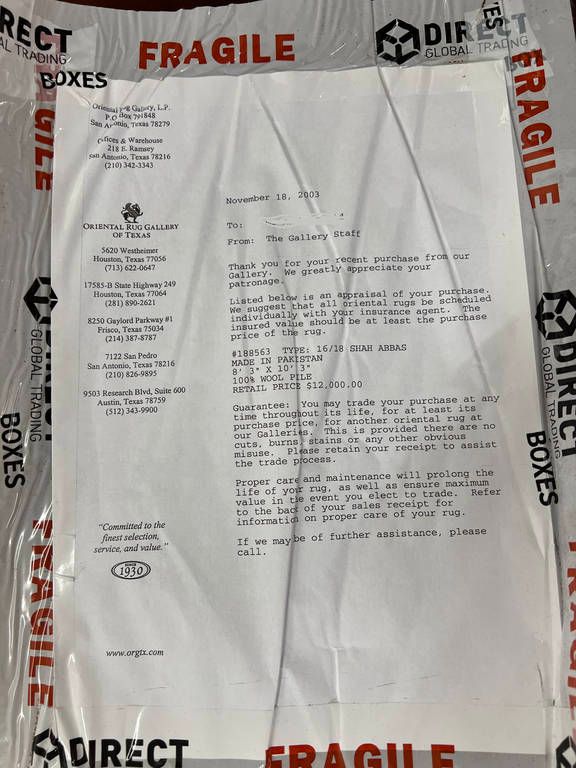 DIRECT
GLOBAL TRADING
BOXES
FRAGILE
DIRECT
GLOBAL TRADING
FRAGILE
FRAGILE
Oriental Rug Gallery, L.P.
P.O Box 791848
San Antonio, Texas 78279
Offices & Warehouse
218 E. Ramsey
San Antonio, Texas 78216
(210) 342-3343
ORIENTAL RUG GALLERY
OF TEXAS
5620 Westheimer
Houston, Texas 77056
(713) 622-0647
17585-B State Highway 249
Houston, Texas 77064
(281) 890-2621
8250 Gaylord Parkway #1
Frisco, Texas 75034
(214) 387-8787
7122 San Pedro
San Antonio, Texas 78216
(210) 826-9895
9503 Research Blvd, Suite 600
Austin, Texas 78759
(512) 343-9900
"Committed to the
finest selection,
service, and value."
SINCE
1930
www.orgtx.com
November 18, 2003
To:
From: The Gallery Staff
Thank you for your recent purchase from our
Gallery. We greatly appreciate your
patronage.
Listed below is an appraisal of your purchase.
We suggest that all oriental rugs be scheduled
individually with your insurance agent. The
insured value should be at least the purchase
price of the rug.
#188563 TYPE: 16/18 SHAH ABBAS
MADE IN PAKISTAN
8' 3" X 10' 3"
100% WOOL PILE
RETAIL PRICE $12,000.00
Guarantee: You may trade your purchase at any
time throughout its life, for at least its
purchase price, for another oriental rug at
our Galleries. This is provided there are no
cuts, burns, stains or any other obvious
misuse. Please retain your receipt to assist
the trade process.
Proper care and maintenance will prolong the
life of your rug, as well as ensure maximum
value in the event you elect to trade. Refer
to the back of your sales receipt for
information on proper care of your rug.
If we may be of further assistance, please
call.
GLOBAL TRADING
BOXES
FRAGILE
DIRECT
GLOBAL TRADING
BOXES
FRAGILE
DIRECT
FRAGILE